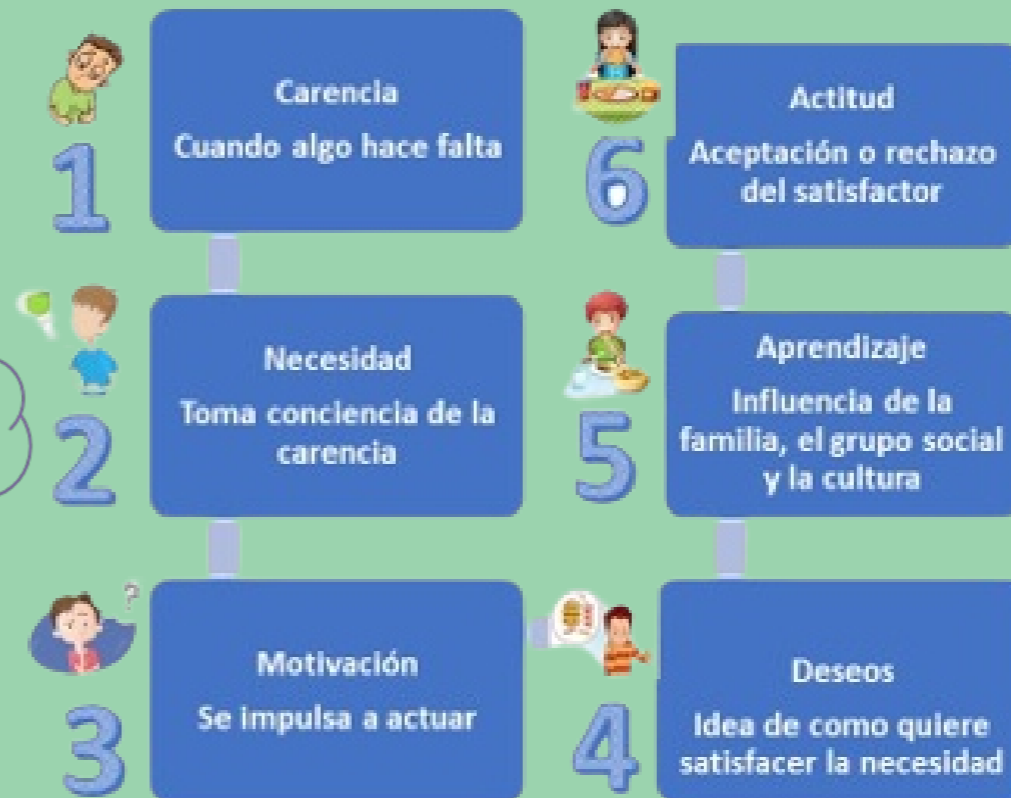 1
Carencia
Cuando algo hace falta
2
Necesidad
Toma conciencia de la
carencia
?
3
Motivación
Se impulsa a actuar
4
Deseos
Idea de como quiere
satisfacer la necesidad
5
Aprendizaje
Influencia de la
familia, el grupo social
y la cultura
6
Actitud
Aceptación o rechazo
del satisfactor